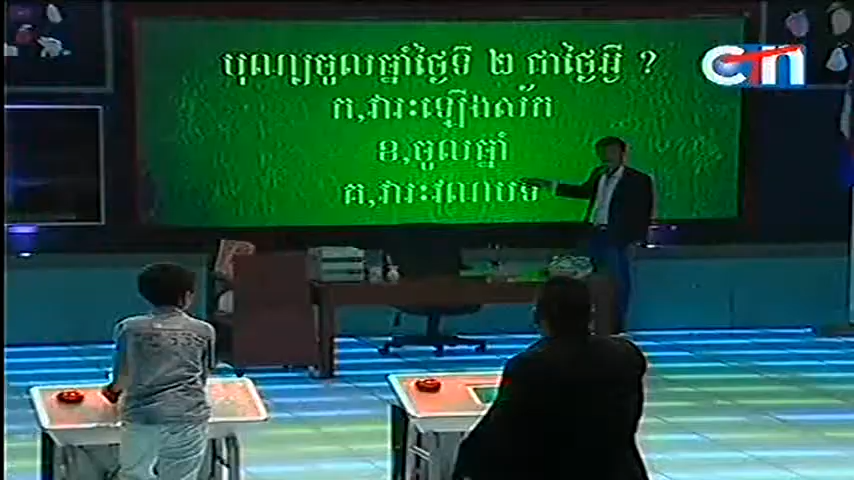 បុណ្យចូលឆ្នាំថ្ងៃទី ២ ជាថ្ងៃអ្វី ?
ក,វារៈឡើងស័ក
ខ,ចូលឆ្នាំ
គ,វារៈវណបត
CTN